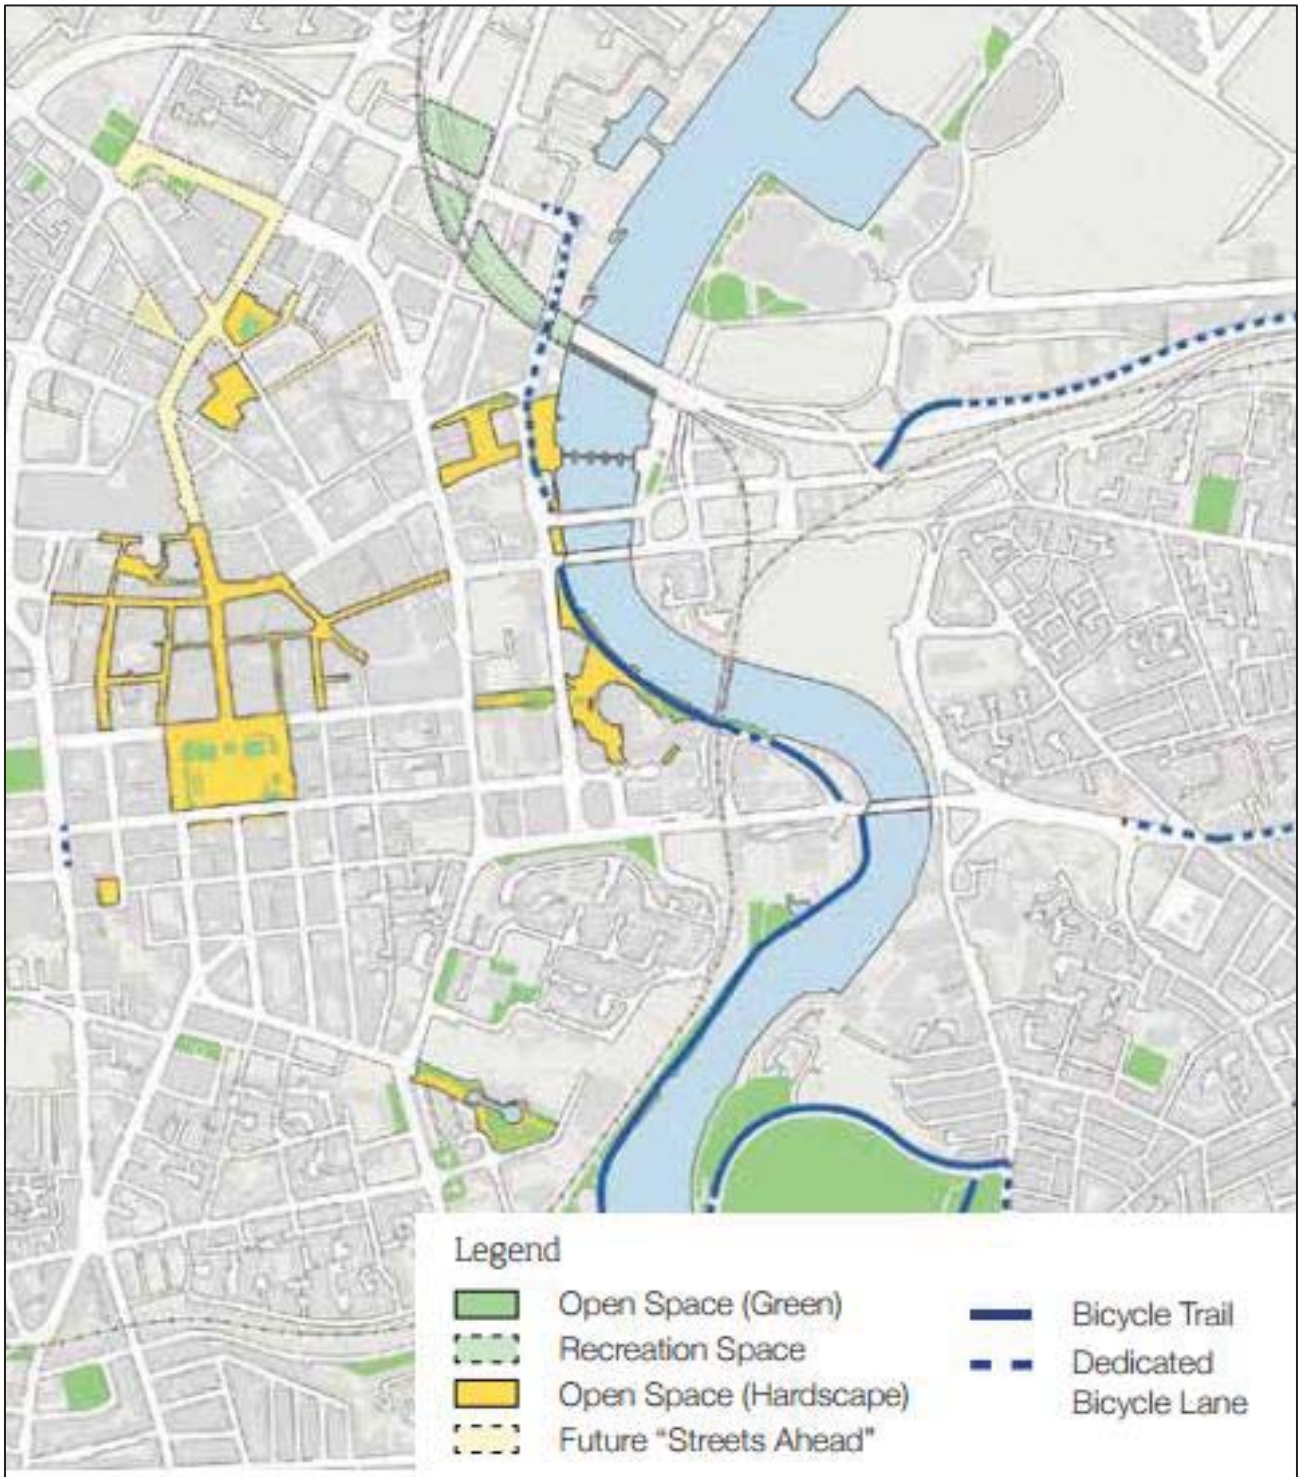 Legend
Open Space (Green)
Recreation Space
Open Space (Hardscape)
Future “Streets Ahead”
Bicycle Trail
Dedicated
Bicycle Lane